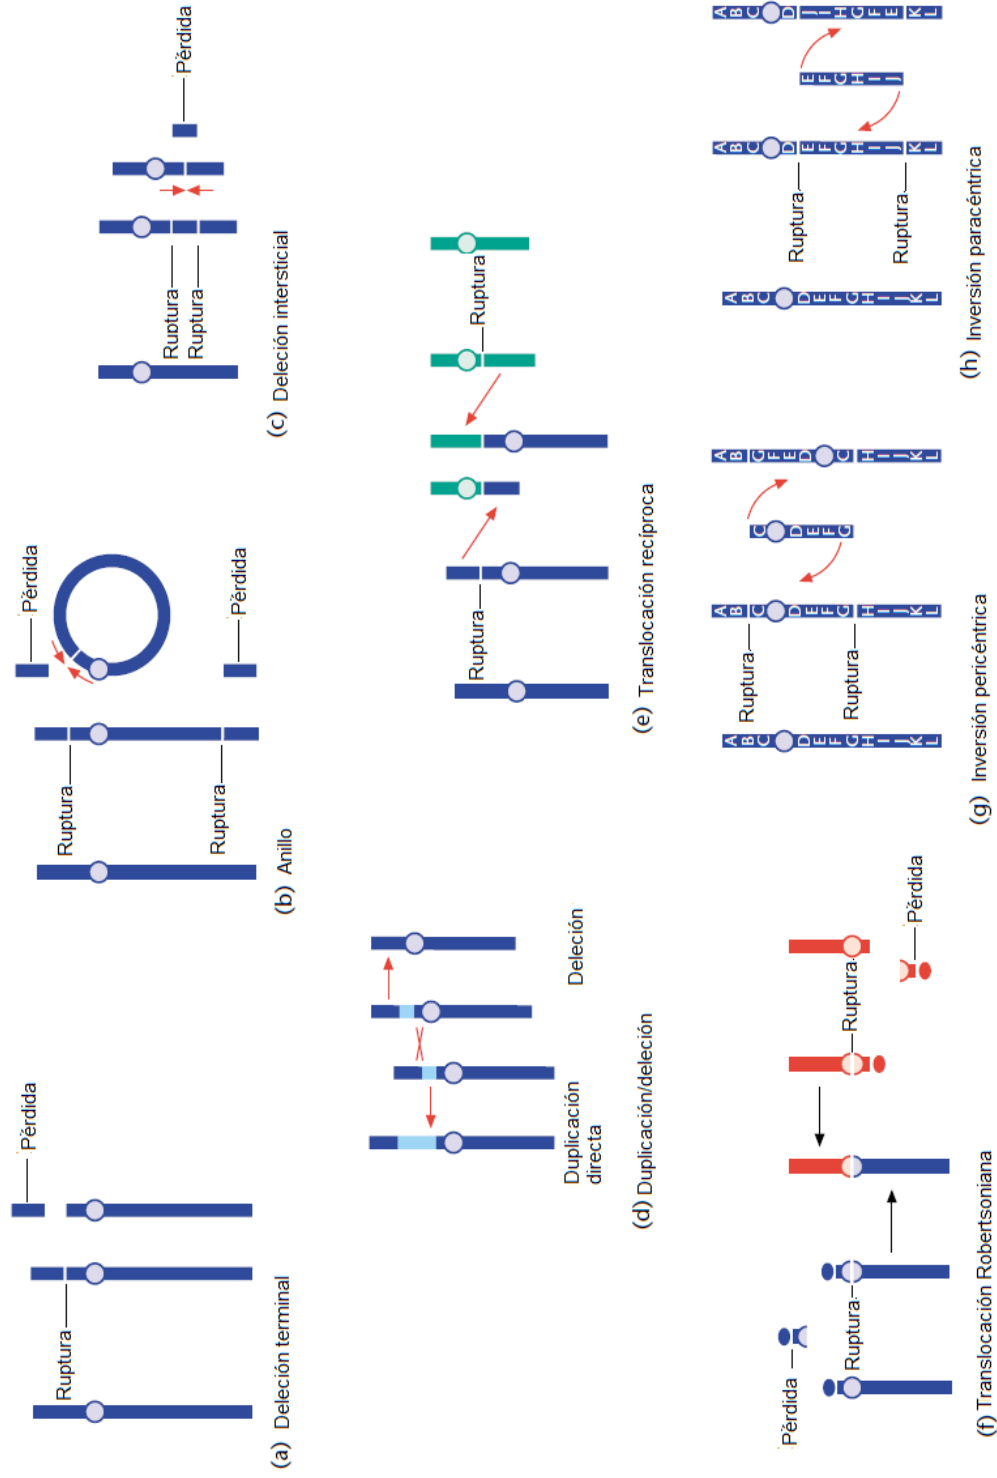 Ruptura
Pérdida
(a) Deleción terminal
Ruptura
Ruptura
Pérdida
Pérdida
(b) Anillo
Ruptura
Ruptura
Pérdida
(c) Deleción intersticial
Duplicación
directa
Deleción
(d) Duplicación/deleción
Ruptura
Ruptura
(e) Translocación recíproca
Pérdida
Ruptura
Ruptura
Pérdida
(f) Translocación Robertsoniana
A B C D E F G H I J K L
Ruptura
Ruptura
A B C D E F G H I J K L
C D E F G
A B G F E D C H I J K L
(g) Inversión pericéntrica
A B C D E F G H I J K L
Ruptura
Ruptura
A B C D E F G H I J K L
E F G H I J
A B C D J I H G F E K L
(h) Inversión paracéntrica